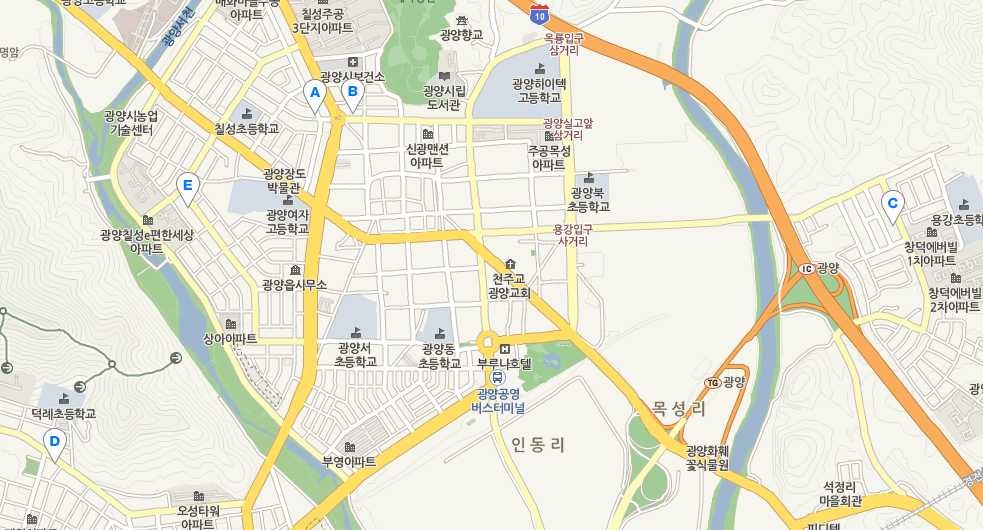 매화마을주공
아파트
칠성주공
3단지아파트
광양향교
10
옥룡입구
삼거리
광양서천
명암
광양시보건소
광양시립
도서관
광양하이텍
고등학교
A
B
광양시농업
기술센터
칠성초등학교
신광맨션
아파트
광양실고앞
삼거리
주공목성
아파트
광양장도
박물관
E
광양여자
고등학교
광양북
초등학교
C
용강초등학
광양칠성e편한세상
아파트
용강입구
사거리
창덕에버빌
1차아파트
천주교
광양교회
IC 광양
광양읍사무소
창덕에버빌
2차아파트
상아아파트
광양서
초등학교
광양동
초등학교
부루나호텔
광양공영
버스터미널
TG 광양
덕례초등학교
목성리
D
인동리
부영아파트
광양화훼
꽃식물원
오성타워
아파트
석정리
마을회관